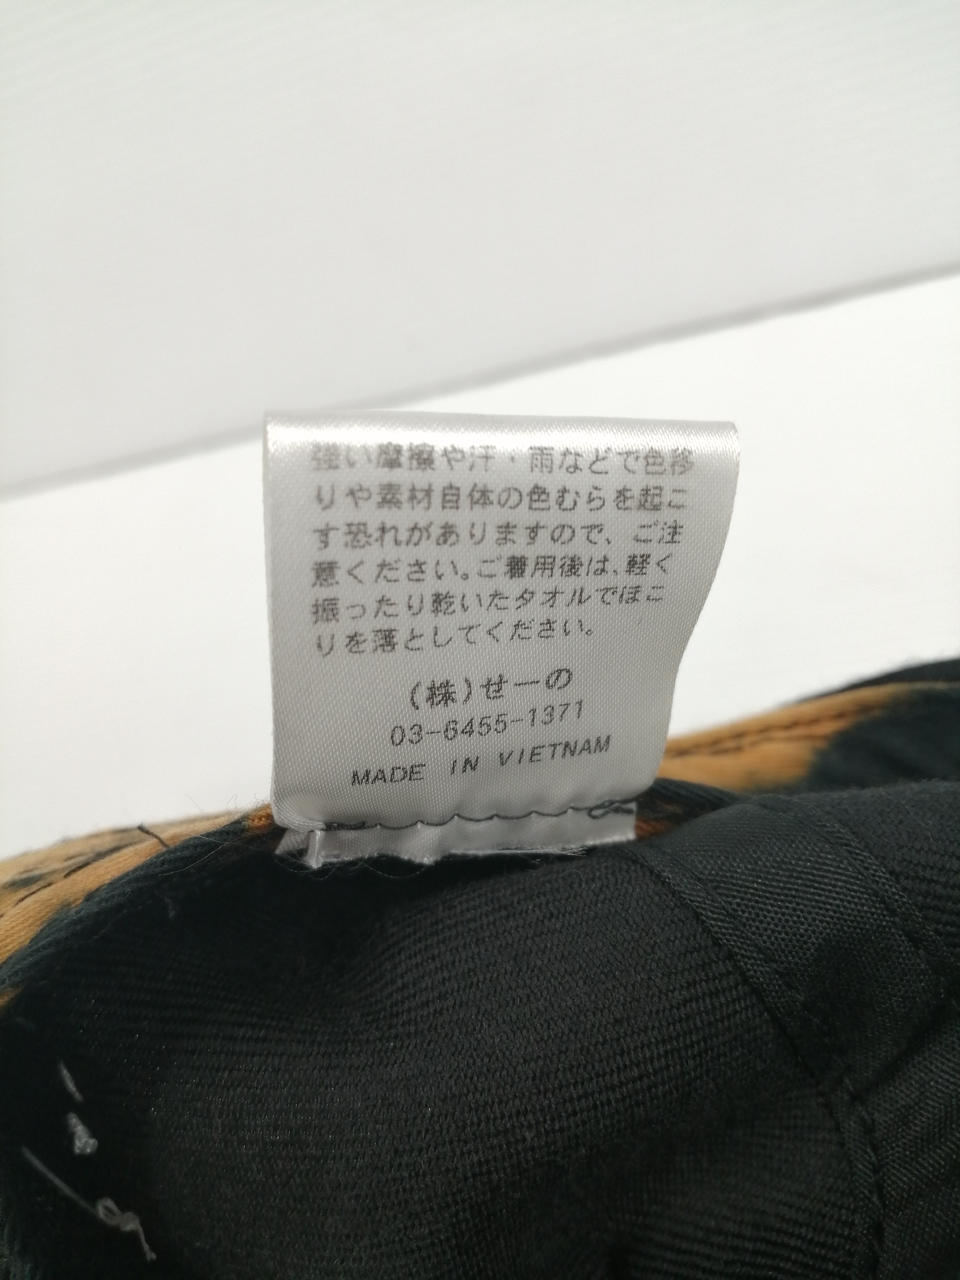 強い摩擦や汗・雨などで色移
りや素材自体の色むらを起こ
す恐れがありますので、ご注
意ください。ご着用後は、軽く
振ったり乾いたタオルでほこ
りを落としてください。
(株)せーの
03-6455-1371
MADE IN VIETNAM